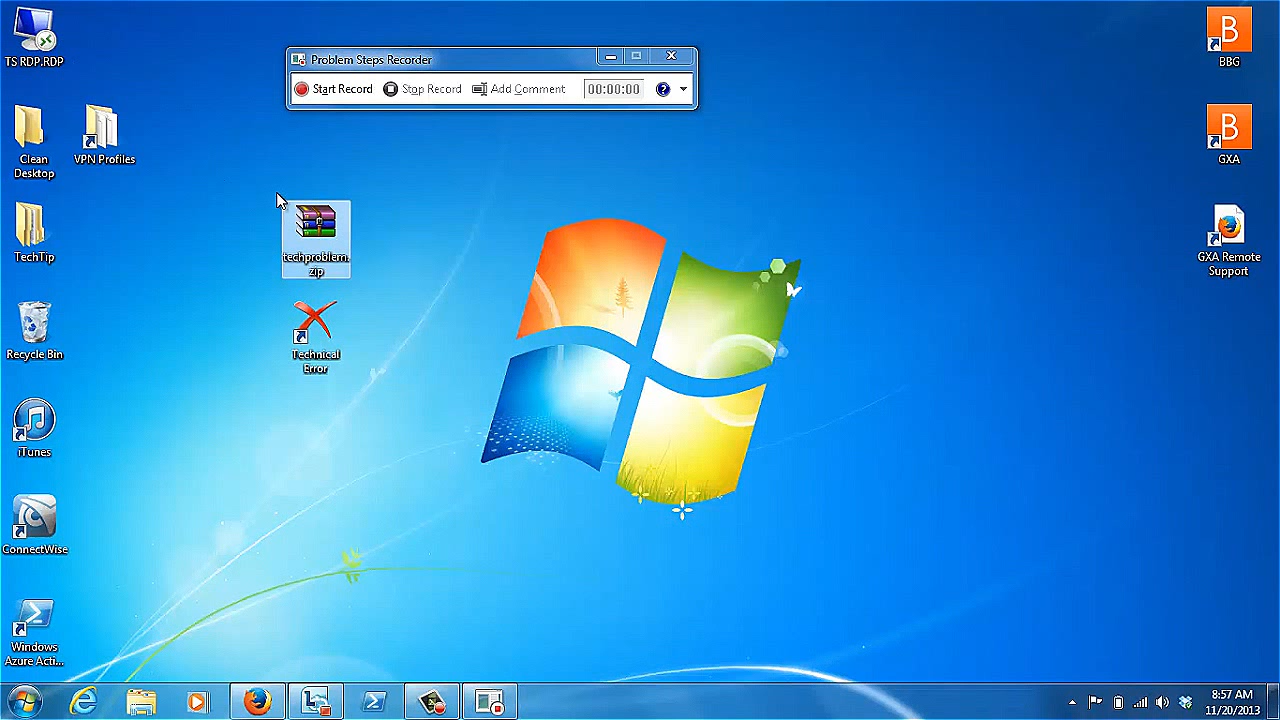 TS RDP.RDP
Clean
Desktop
VPN Profiles
TechTip
Recycle Bin
iTunes
ConnectWise
Windows
Azure Acti...
Problem Steps Recorder
Start Record
Stop Record
Add Comment
00:00:00
?
techproblem.
zip
Technical
Error
B
BBG
B
GXA
GXA Remote
Support
8:57 AM
11/20/2013